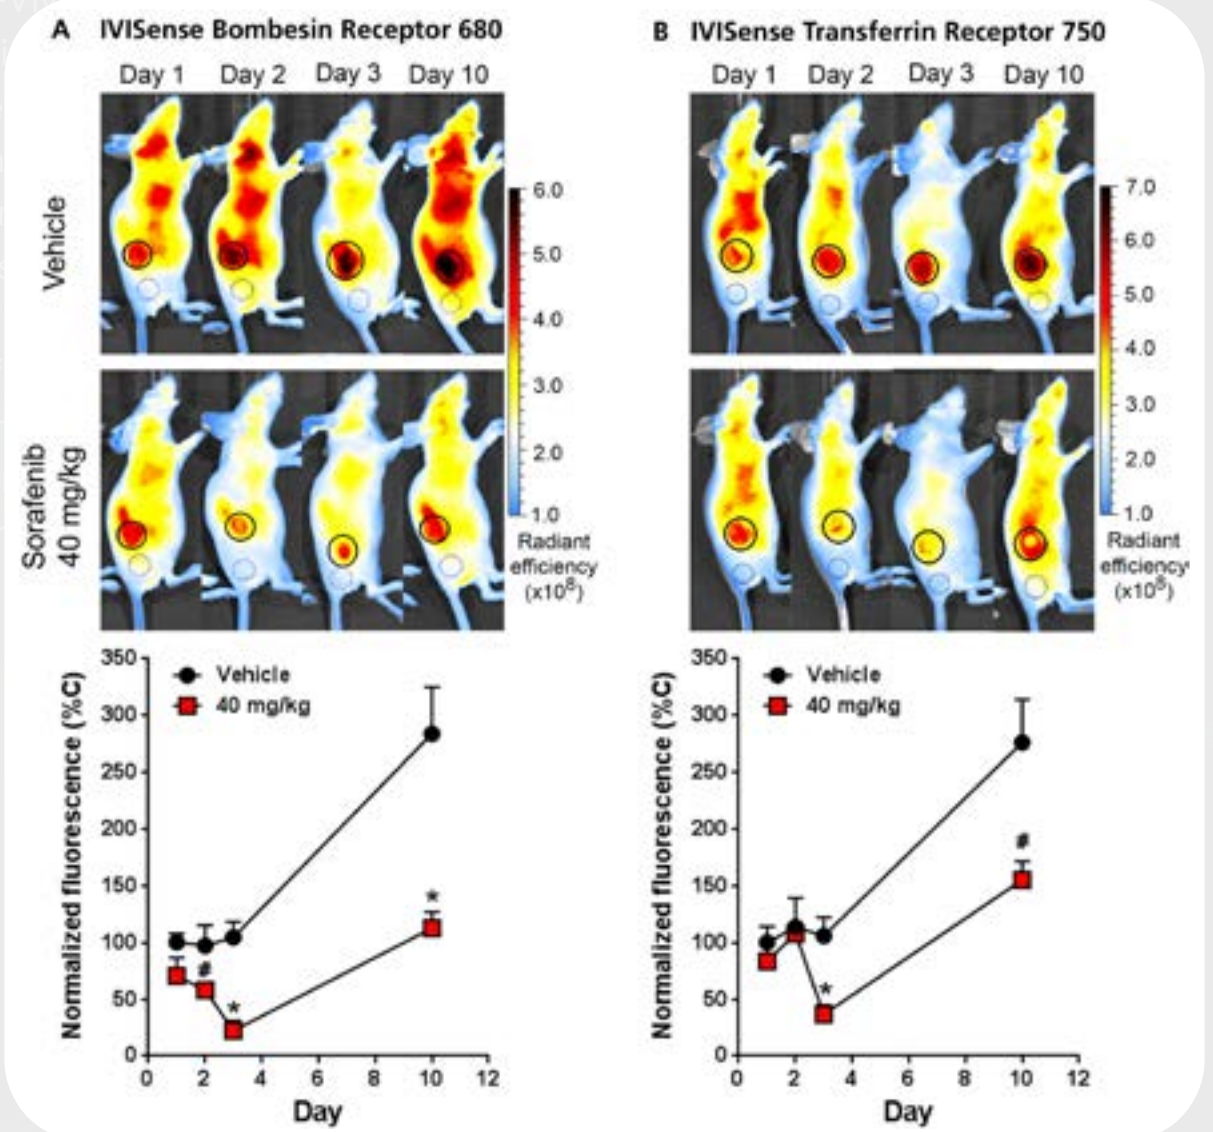 A IVISense Bombesin Receptor 680
Day 1 Day 2 Day 3 Day 10
Vehicle
6.0
5.0
4.0
3.0
2.0
1.0
Sorafenib
40 mg/kg
Radiant
efficiency
(x10⁸)
350
300
250
200
150
100
50
0
Vehicle
40 mg/kg
#
*
*
Normalized fluorescence (%C)
0 2 4 6 8 10 12
Day
B IVISense Transferrin Receptor 750
Day 1 Day 2 Day 3 Day 10
7.0
6.0
5.0
4.0
3.0
2.0
1.0
Radiant
efficiency
(x10⁸)
350
300
250
200
150
100
50
0
Vehicle
40 mg/kg
*
#
Normalized fluorescence (%C)
0 2 4 6 8 10 12
Day